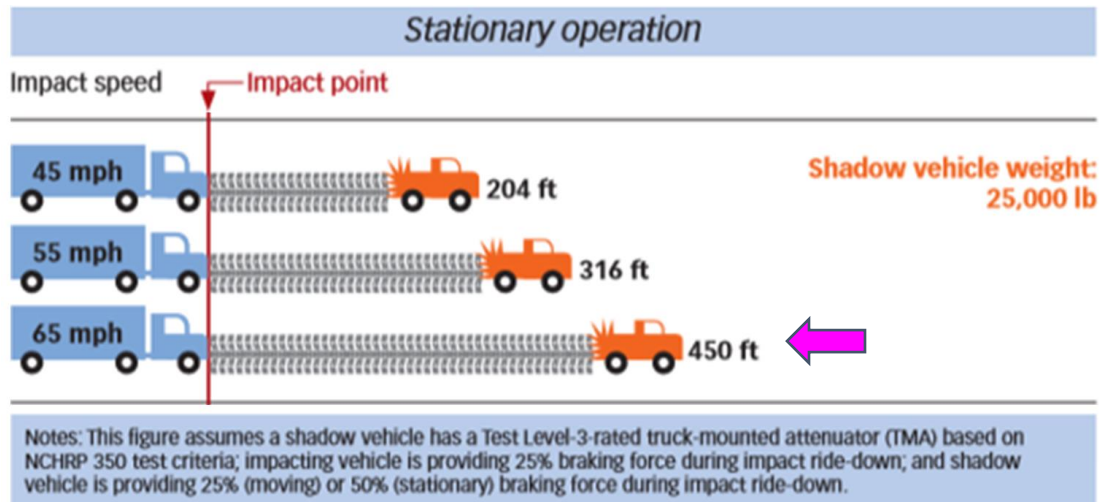 Stationary operation
Impact speed
Impact point
45 mph
204 ft
Shadow vehicle weight:
25,000 lb
55 mph
316 ft
65 mph
450 ft
Notes: This figure assumes a shadow vehicle has a Test Level-3-rated truck-mounted attenuator (TMA) based on
NCHRP 350 test criteria; impacting vehicle is providing 25% braking force during impact ride-down; and shadow
vehicle is providing 25% (moving) or 50% (stationary) braking force during impact ride-down.